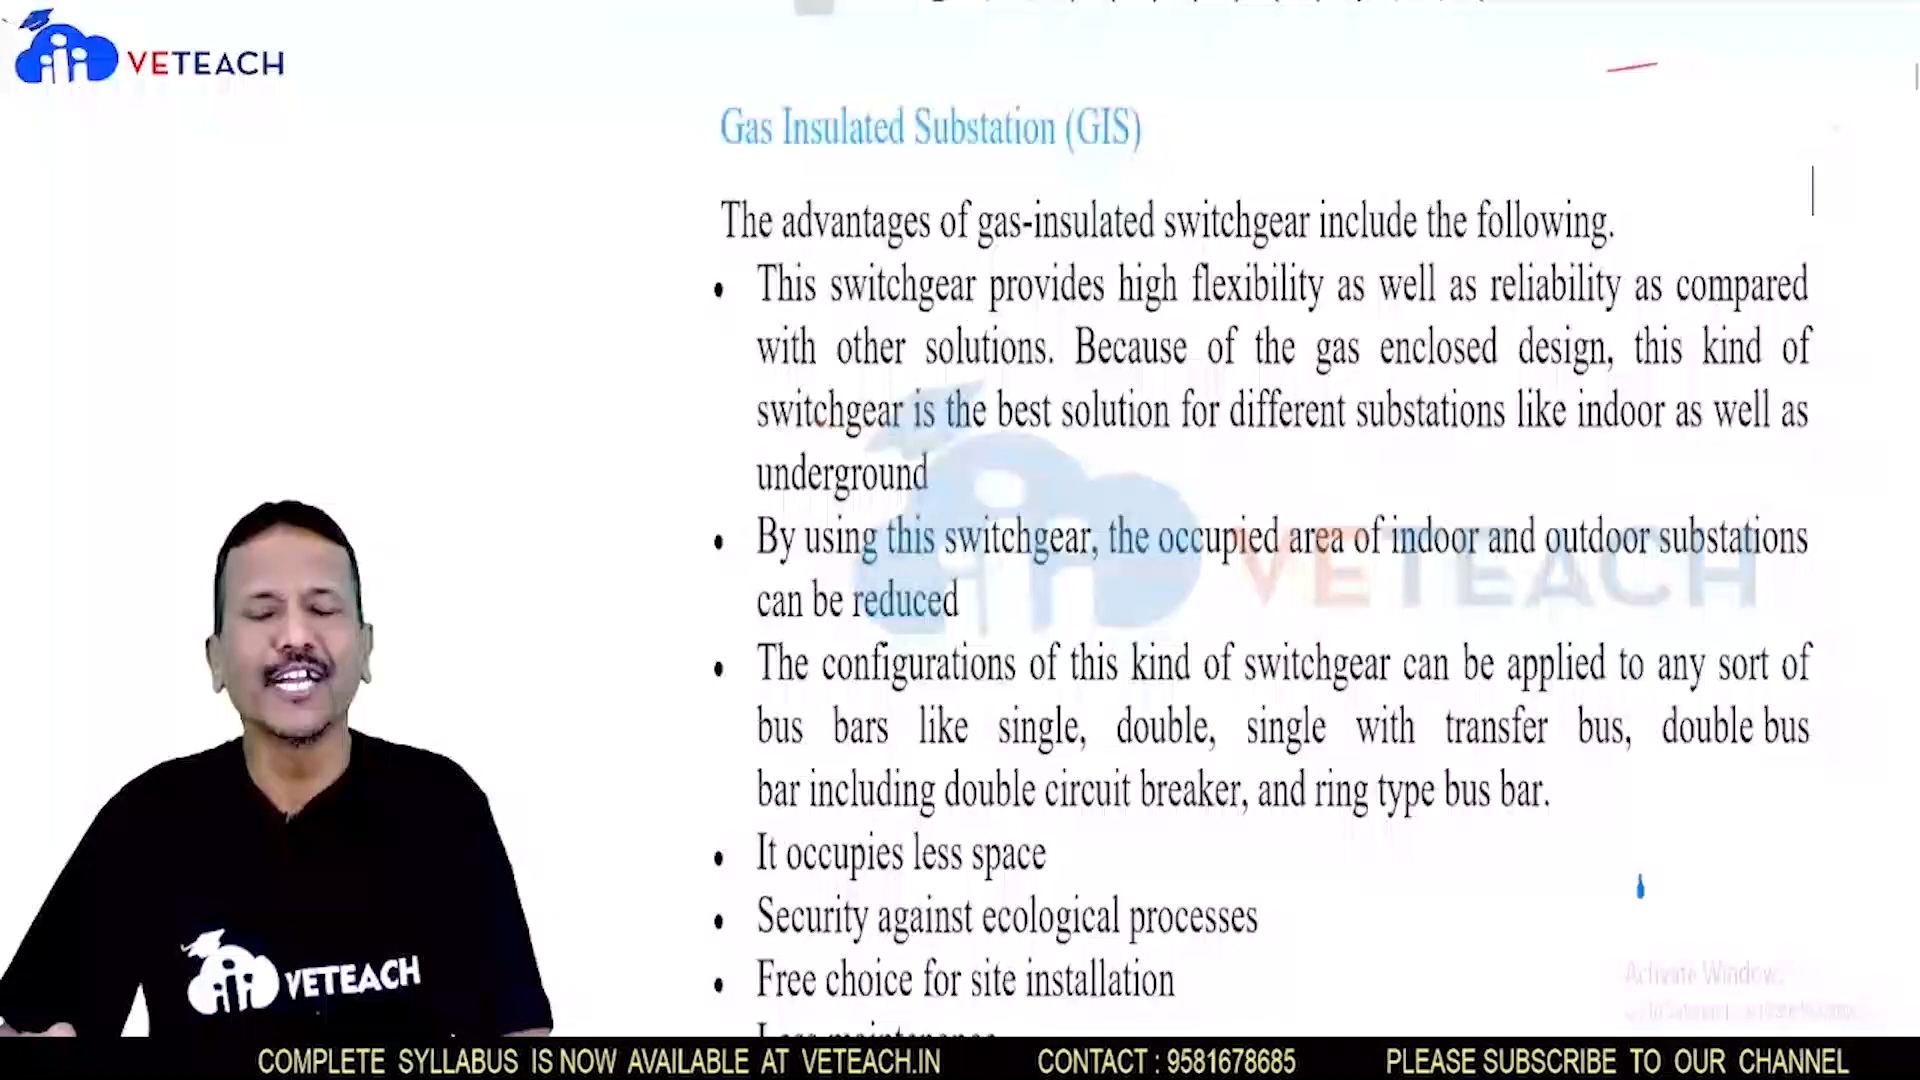 VETEACH
Gas Insulated Substation (GIS)
The advantages of gas-insulated switchgear include the following.
• This switchgear provides high flexibility as well as reliability as compared
with other solutions. Because of the gas enclosed design, this kind of
switchgear is the best solution for different substations like indoor as well as
underground
• By using this switchgear, the occupied area of indoor and outdoor substations
can be reduced
• The configurations of this kind of switchgear can be applied to any sort of
bus bars like single, double, single with transfer bus, double bus
bar including double circuit breaker, and ring type bus bar.
• It occupies less space
• Security against ecological processes
• Free choice for site installation
VETEACH
VETEACH
Activate Windows
COMPLETE SYLLABUS IS NOW AVAILABLE AT VETEACH.IN CONTACT : 9581678685 PLEASE SUBSCRIBE TO OUR CHANNEL